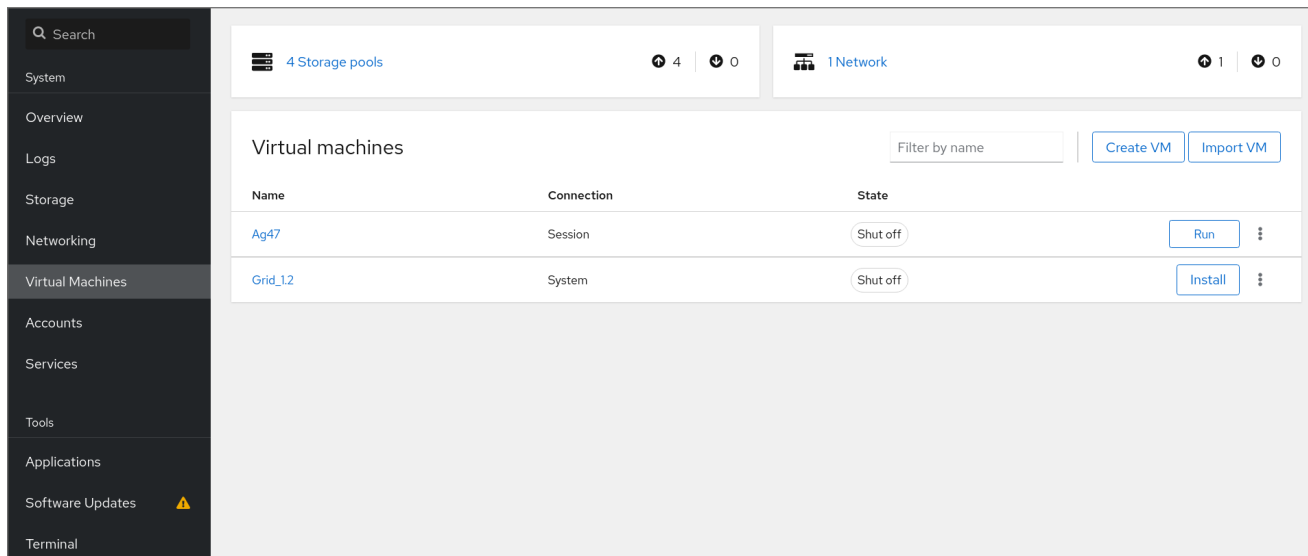 Search
System
Overview
Logs
Storage
Networking
Virtual Machines
Accounts
Services
Tools
Applications
Software Updates
Terminal
4 Storage pools 4 0
1 Network 1 0
Virtual machines Filter by name Create VM Import VM
Name Connection State
Ag47 Session Shut off Run
Grid_1.2 System Shut off Install